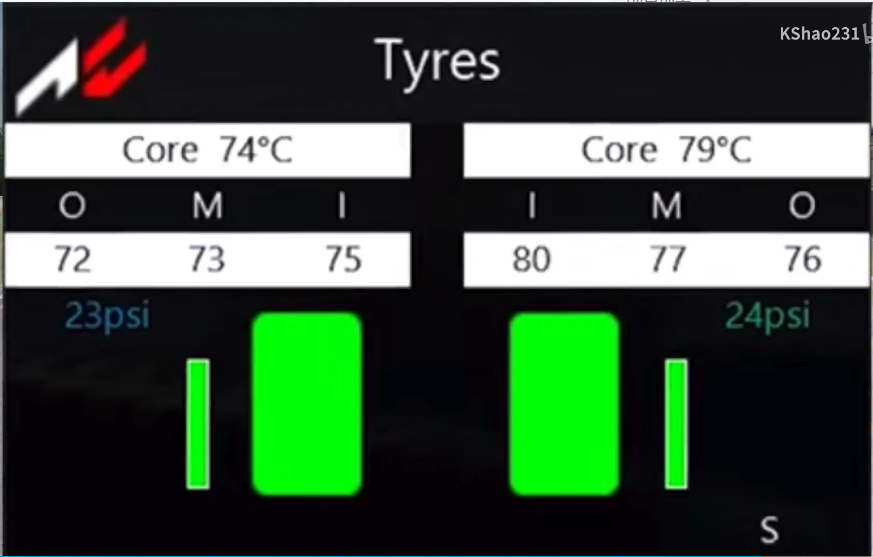 KShao231
Tyres
Core 74°C
Core 79°C
O M I
I M O
72 73 75
80 77 76
23psi
24psi
S